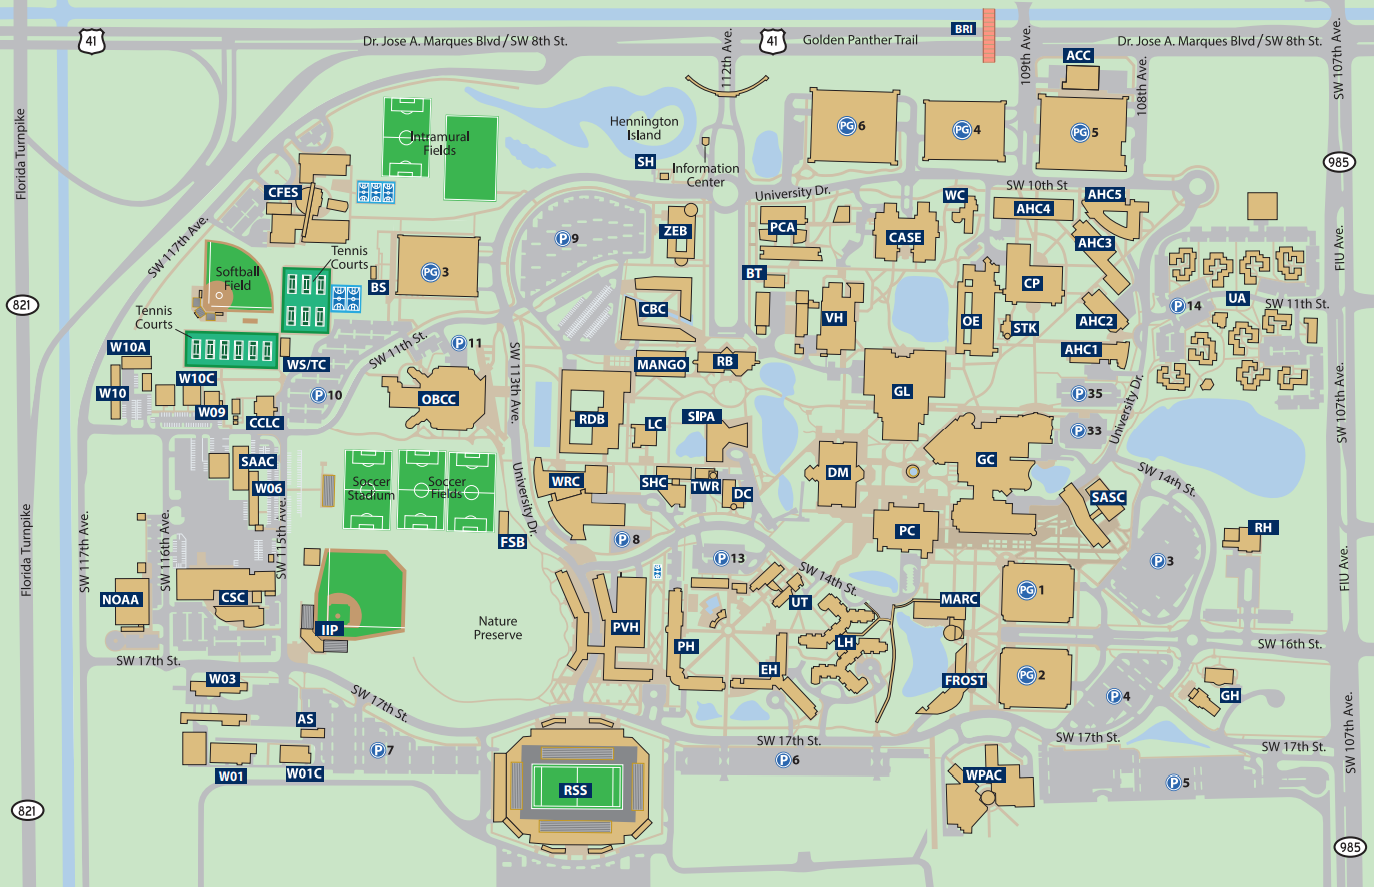 41
Dr. Jose A. Marques Blvd / SW 8th St.
112th Ave.
41
Golden Panther Trail
BRI
109th Ave.
Dr. Jose A. Marques Blvd / SW 8th St.
SW 107th Ave.
ACC
108th Ave.
Florida Turnpike
Intramural
Fields
Hennington
Island
SH
Information
Center
PG 6
PG 4
PG 5
985
CFES
University Dr.
SW 10th St
WC
AHC5
AHC4
SW 117th Ave.
ZEB
PCA
CASE
AHC3
P 9
Tennis
Courts
Softball
Field
PG 3
BS
BT
CP
FIU Ave.
821
Tennis
Courts
CBC
VH
OE
STK
AHC2
P 14
UA
SW 11th St.
W10A
WS/TC
SW 11th St.
P 11
SW 113th Ave.
MANGO
RB
AHC1
W10
W10C
W09
CCLC
P 10
OBCC
RDB
LC
SIPA
GL
P 35
P 33
University Dr.
SW 107th Ave.
SAAC
W06
Soccer
Stadium
Soccer
Fields
University Dr.
WRC
SHC
TWR
DC
DM
GC
SASC
SW 14th St.
SW 117th Ave.
SW 116th Ave.
SW 115th Ave.
FSB
P 8
PC
RH
Florida Turnpike
P 13
SW 14th St.
P 3
FIU Ave.
NOAA
CSC
IIP
Nature
Preserve
PVH
PH
UT
LH
EH
MARC
PG 1
SW 16th St.
SW 17th St.
W03
FROST
PG 2
P 4
GH
SW 17th St.
AS
P 7
SW 17th St.
P 6
SW 17th St.
SW 17th St.
SW 107th Ave.
W01
W01C
RSS
WPAC
P 5
821
985